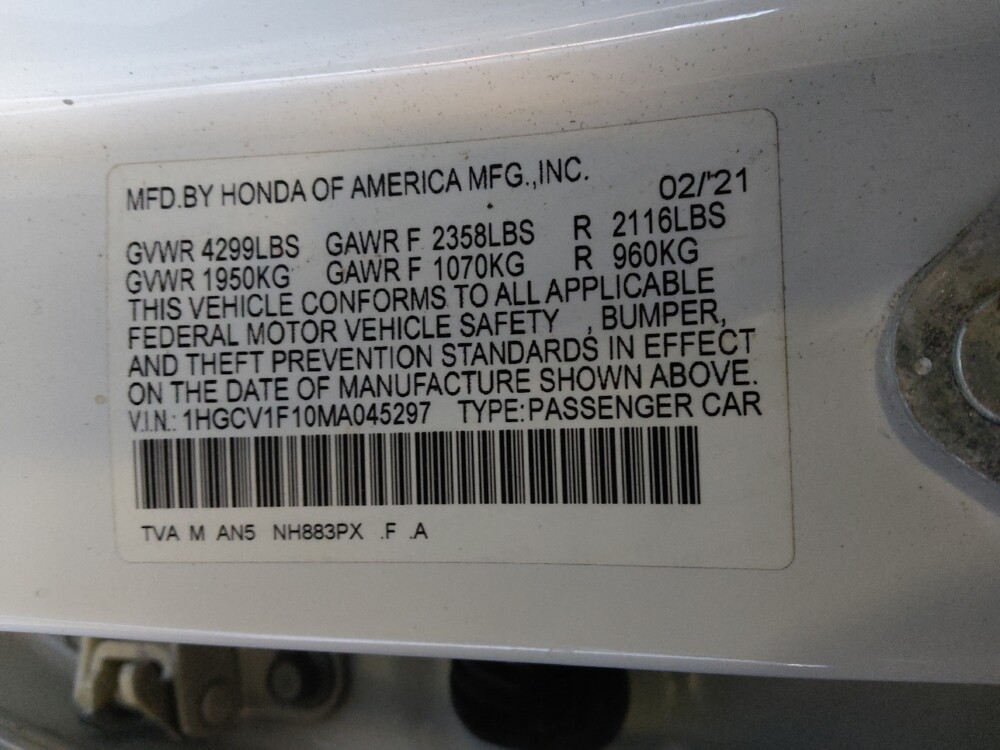 MFD.BY HONDA OF AMERICA MFG.,INC. 02/'21
GVWR 4299LBS GAWR F 2358LBS R 2116LBS
GVWR 1950KG GAWR F 1070KG R 960KG
THIS VEHICLE CONFORMS TO ALL APPLICABLE
FEDERAL MOTOR VEHICLE SAFETY , BUMPER,
AND THEFT PREVENTION STANDARDS IN EFFECT
ON THE DATE OF MANUFACTURE SHOWN ABOVE.
V.I.N.: 1HGCV1F10MA045297 TYPE:PASSENGER CAR
TVA M AN5 NH883PX .F .A